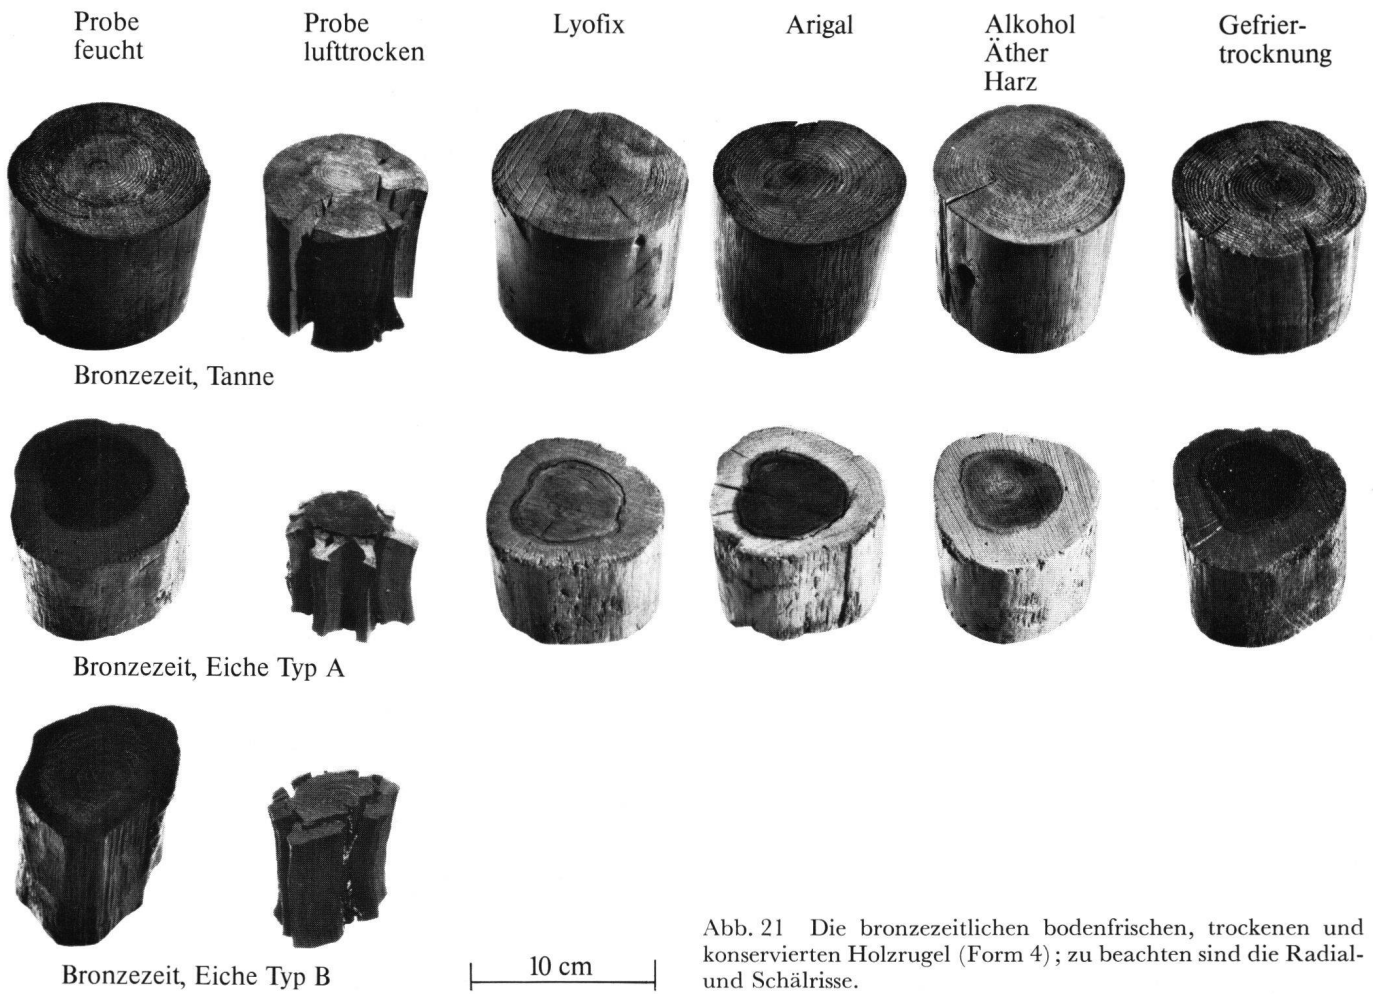 Probe
feucht
Probe
lufttrocken
Lyofix
Arigal
Alkohol
Äther
Harz
Gefrier-
trocknung
Bronzezeit, Tanne
Bronzezeit, Eiche Typ A
Bronzezeit, Eiche Typ B
10 cm
Abb. 21 Die bronzezeitlichen bodenfrischen, trockenen und
konservierten Holzrugel (Form 4); zu beachten sind die Radial-
und Schälrisse.